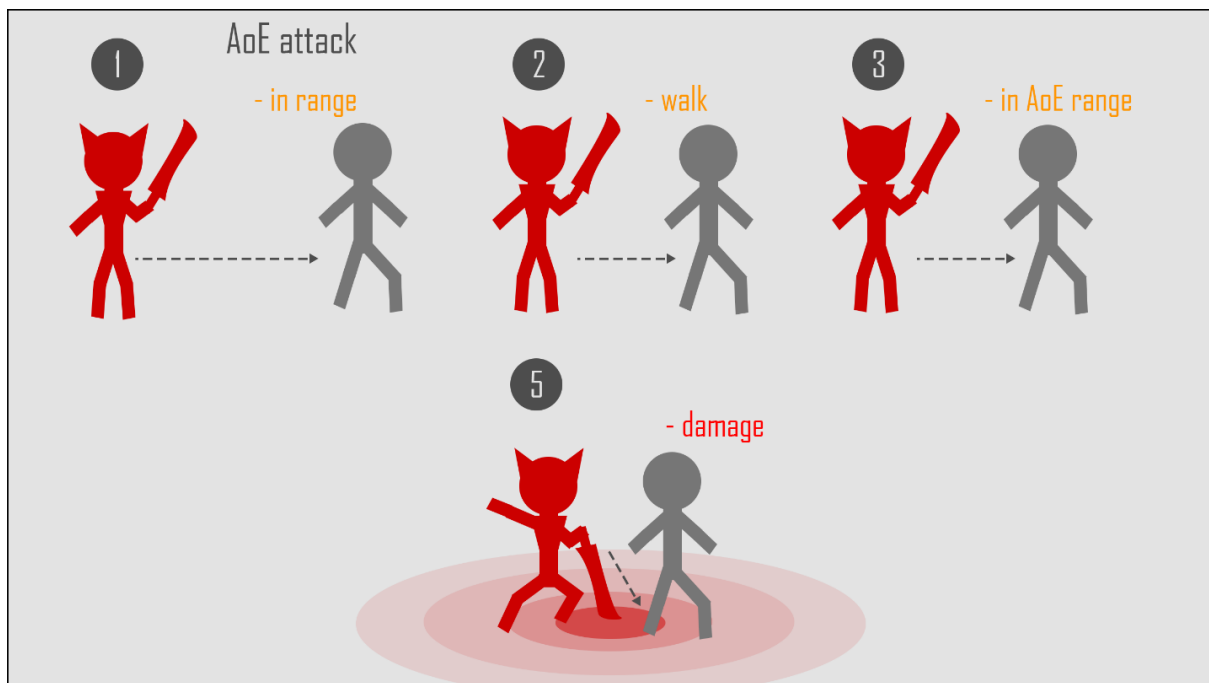 AoE attack
1
- in range
2
- walk
3
- in AoE range
5
- damage